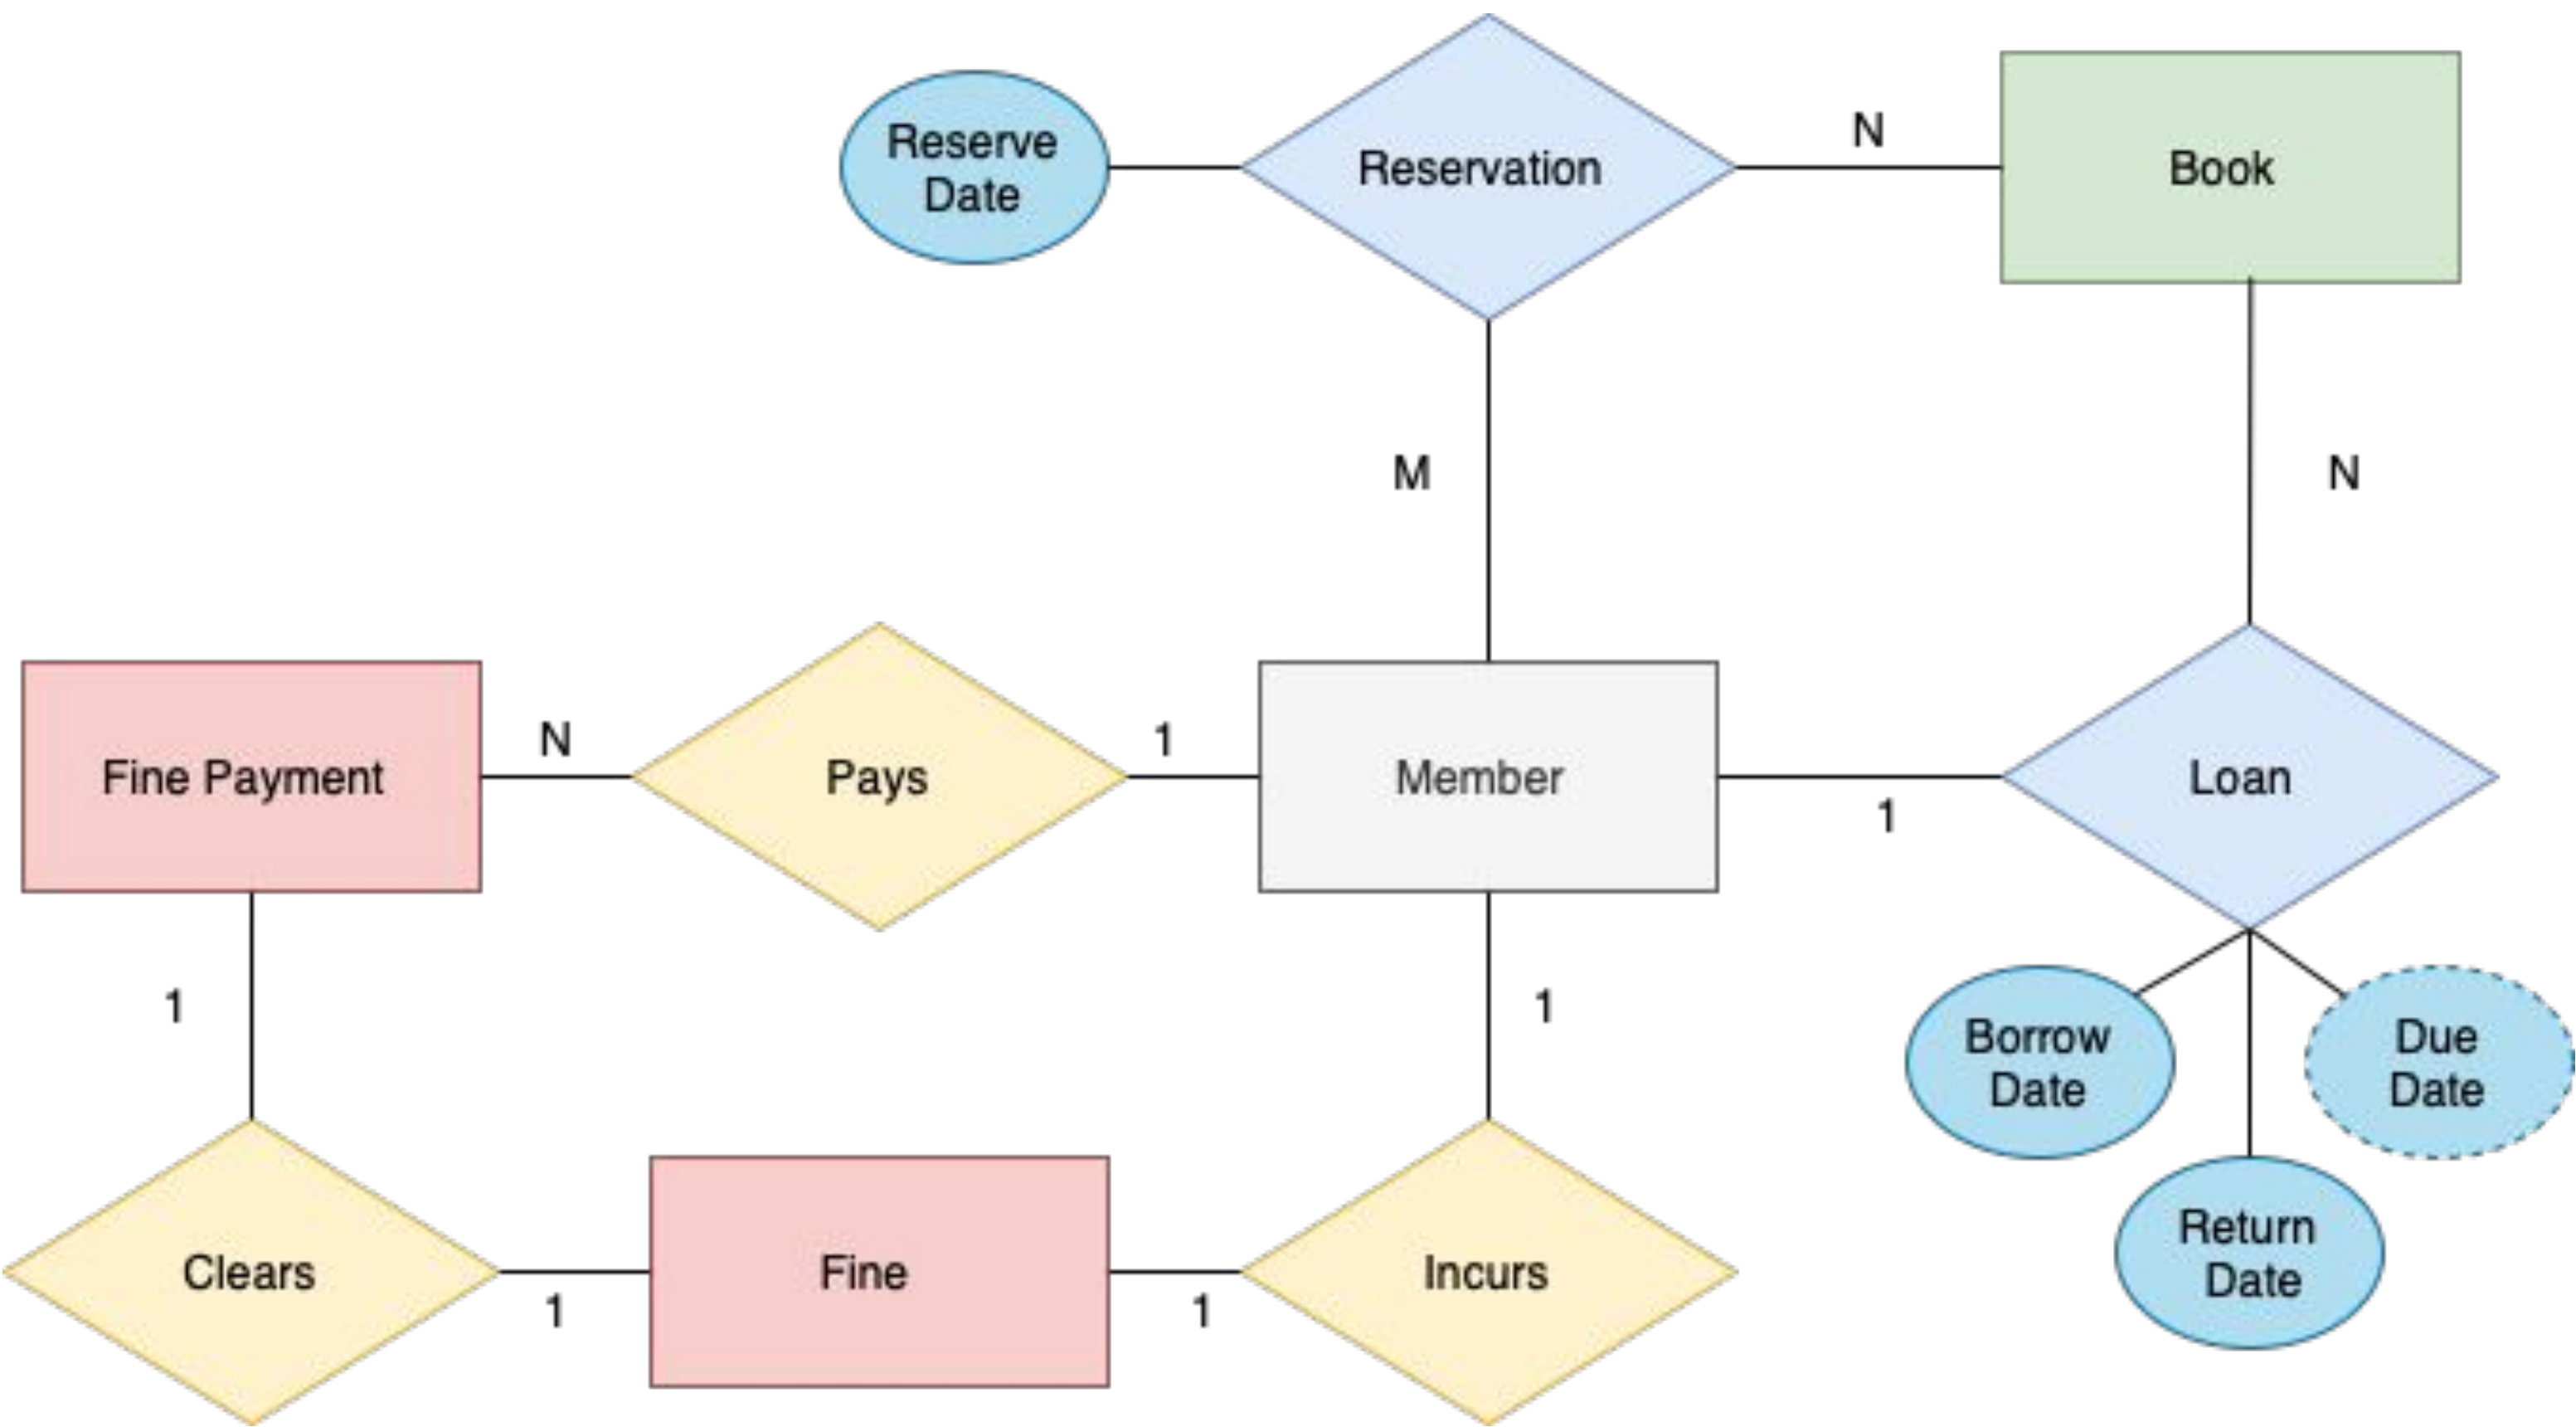 Reserve
Date
Reservation
N
Book
M
N
Fine Payment
N
Pays
1
Member
1
Loan
1
1
Borrow
Date
Due
Date
Return
Date
Clears
1
Fine
1
Incurs